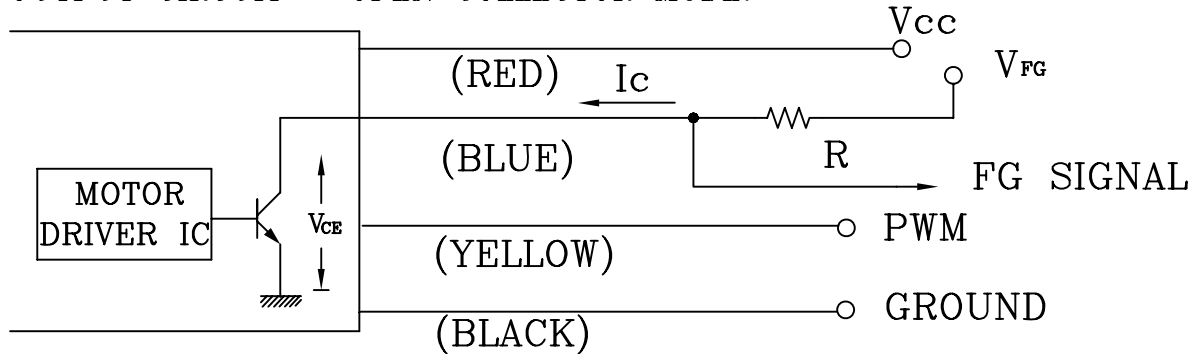 Vcc
VFG
(RED)
Ic
(BLUE)
R
FG SIGNAL
MOTOR
DRIVER IC
VCE
PWM
(YELLOW)
GROUND
(BLACK)